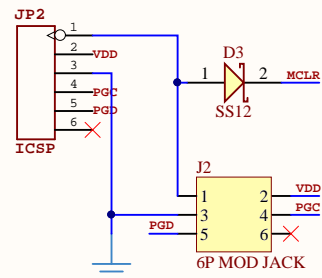 JP2
1
2 VDD
3
4 PGC
5 PGD
6
ICSP
D3
1 2 MCLR
SS12
J2
1 2 VDD
3 4 PGC
PGD 5 6
6P MOD JACK